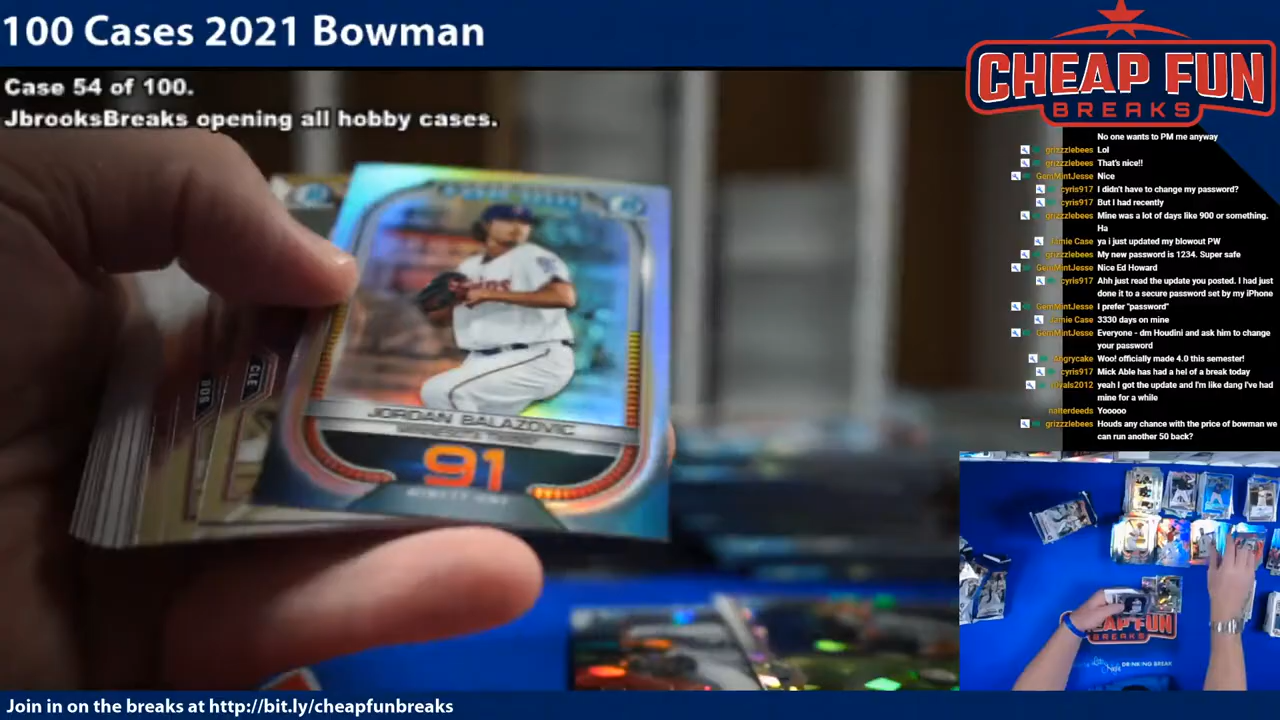 100 Cases 2021 Bowman
CHEAP FUN
BREAKS
Case 54 of 100.
JbrooksBreaks opening all hobby cases.
No one wants to PM me anyway
grizzzlebees Lol
grizzzlebees That's nice!!
GemMintJesse Nice
cyris917 I didn't have to change my password?
cyris917 But I had recently
grizzzlebees Mine was a lot of days like 900 or something.
Ha
Jamie Case ya i just updated my blowout PW
grizzzlebees My new password is 1234. Super safe
GemMintJesse Nice Ed Howard
cyris917 Ahh just read the update you posted. I had just
done it to a secure password set by my iPhone
GemMintJesse I prefer "password"
Jamie Case 3330 days on mine
GemMintJesse Everyone - dm Houdini and ask him to change
your password
Angrycake Woo! officially made 4.0 this semester!
cyris917 Mick Able has had a hel of a break today
royals2012 yeah I got the update and I'm like dang I've had
mine for a while
salterdeeds Yooooo
grizzzlebees Houds any chance with the price of bowman we
can run another 50 back?
JORDAN BALAZOVIC
91
CLE
BOS
CHEAP FUN
BREAKS
DRINKING BREAK
Join in on the breaks at http://bit.ly/cheapfunbreaks